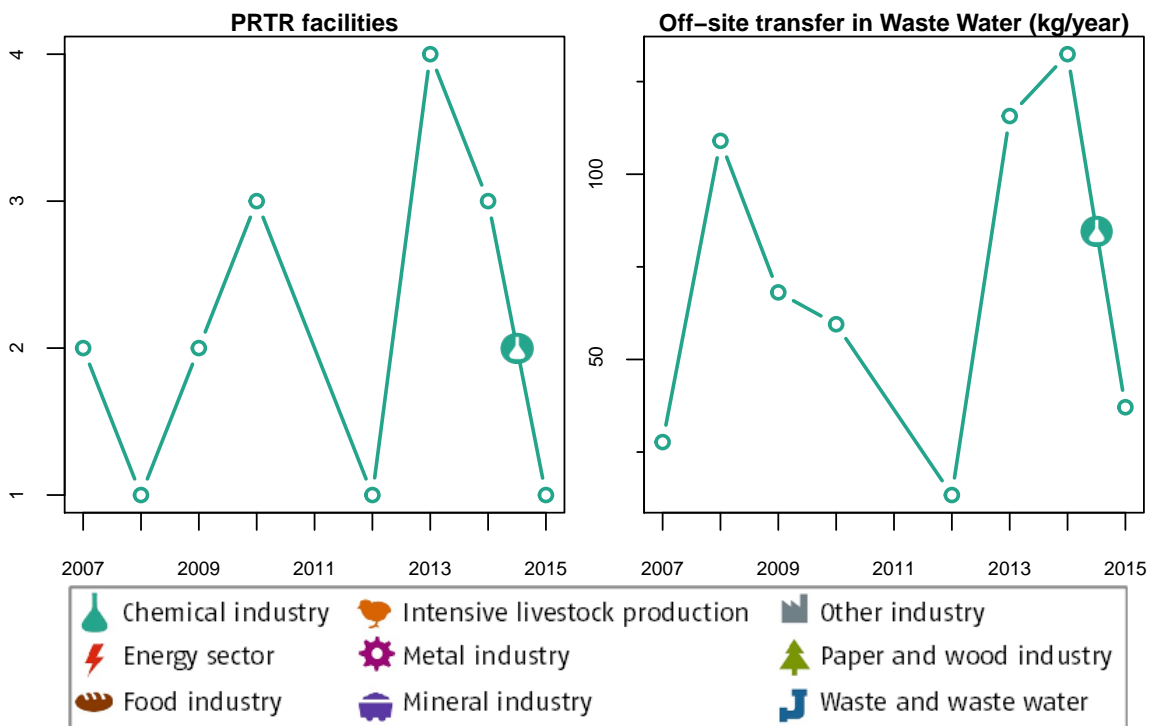 PRTR facilities
Off−site transfer in Waste Water (kg/year)
4
3
2
1
100
50
2007 2009 2011 2013 2015
2007 2009 2011 2013 2015
Chemical industry Intensive livestock production Other industry
Energy sector Metal industry Paper and wood industry
Food industry Mineral industry Waste and waste water